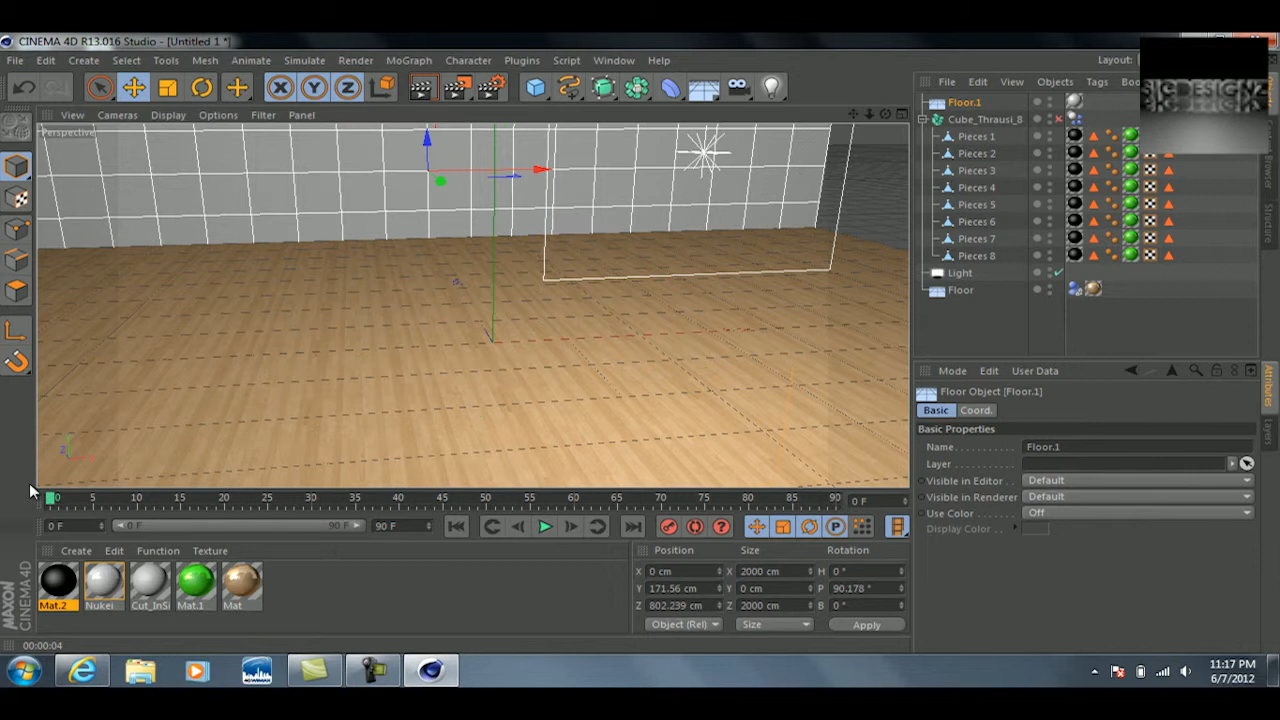 CINEMA 4D R13.016 Studio - [Untitled 1 *]
File Edit Create Select Tools Mesh Animate Simulate Render MoGraph Character Plugins Script Window Help Layout:
SICDESIGNZ
File Edit View Objects Tags Boo
View Cameras Display Options Filter Panel
Perspective
Floor.1
Cube_Thrausi_8
Pieces 1
Pieces 2
Pieces 3
Pieces 4
Pieces 5
Pieces 6
Pieces 7
Pieces 8
Light
Floor
Structure
X Y Z
Mode Edit User Data
Attributes
Layers
Floor Object [Floor.1]
Basic Coord.
Basic Properties
Name Floor.1
Layer
Visible in Editor Default
Visible in Renderer Default
Use Color Off
Display Color
0 5 10 15 20 25 30 35 40 45 50 55 60 65 70 75 80 85 90 0 F
0 F 0 F 90 F 90 F
Create Edit Function Texture
Mat.2 Nukei Cut_InSi Mat.1 Mat
Position Size Rotation
X 0 cm X 2000 cm H 0 °
Y 171.56 cm Y 0 cm P 90.178 °
Z 802.239 cm Z 2000 cm B 0 °
Object (Rel) Size Apply
MAXON
CINEMA 4D
00:00:04
11:17 PM
6/7/2012